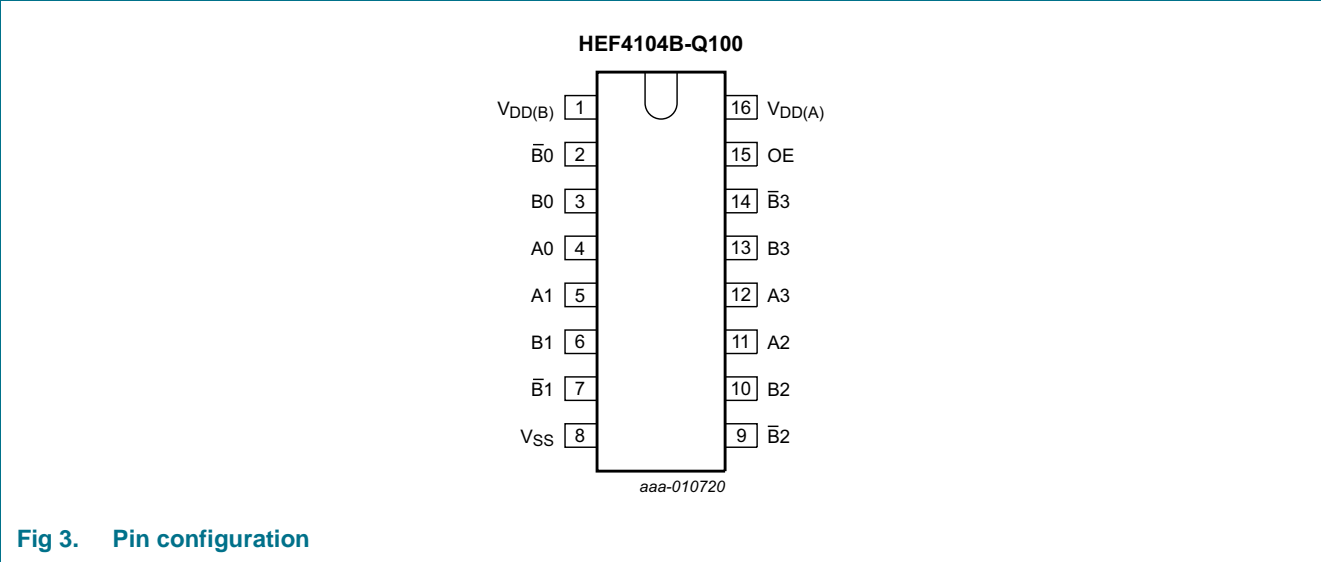 HEF4104B-Q100
VDD(B) 1 16 VDD(A)
B̅0 2 15 OE
B0 3 14 B̅3
A0 4 13 B3
A1 5 12 A3
B1 6 11 A2
B̅1 7 10 B2
VSS 8 9 B̅2
aaa-010720
Fig 3. Pin configuration